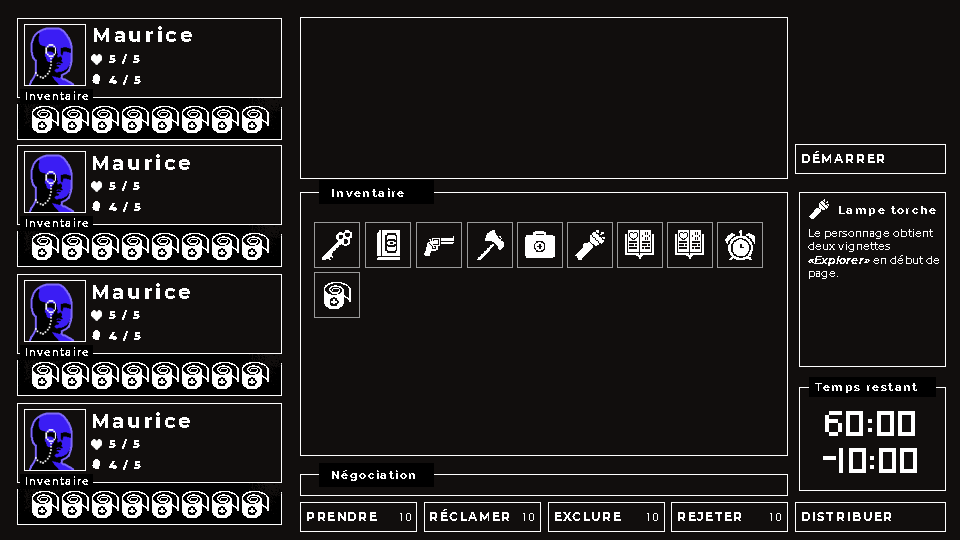 Maurice
5 / 5
4 / 5
Inventaire
Maurice
5 / 5
4 / 5
Inventaire
Maurice
5 / 5
4 / 5
Inventaire
Maurice
5 / 5
4 / 5
Inventaire
Inventaire
Négociation
PRENDRE 10
RÉCLAMER 10
EXCLURE 10
REJETER 10
DÉMARRER
Lampe torche
Le personnage obtient
deux vignettes
«Explorer» en début de
page.
Temps restant
60:00
-10:00
DISTRIBUER